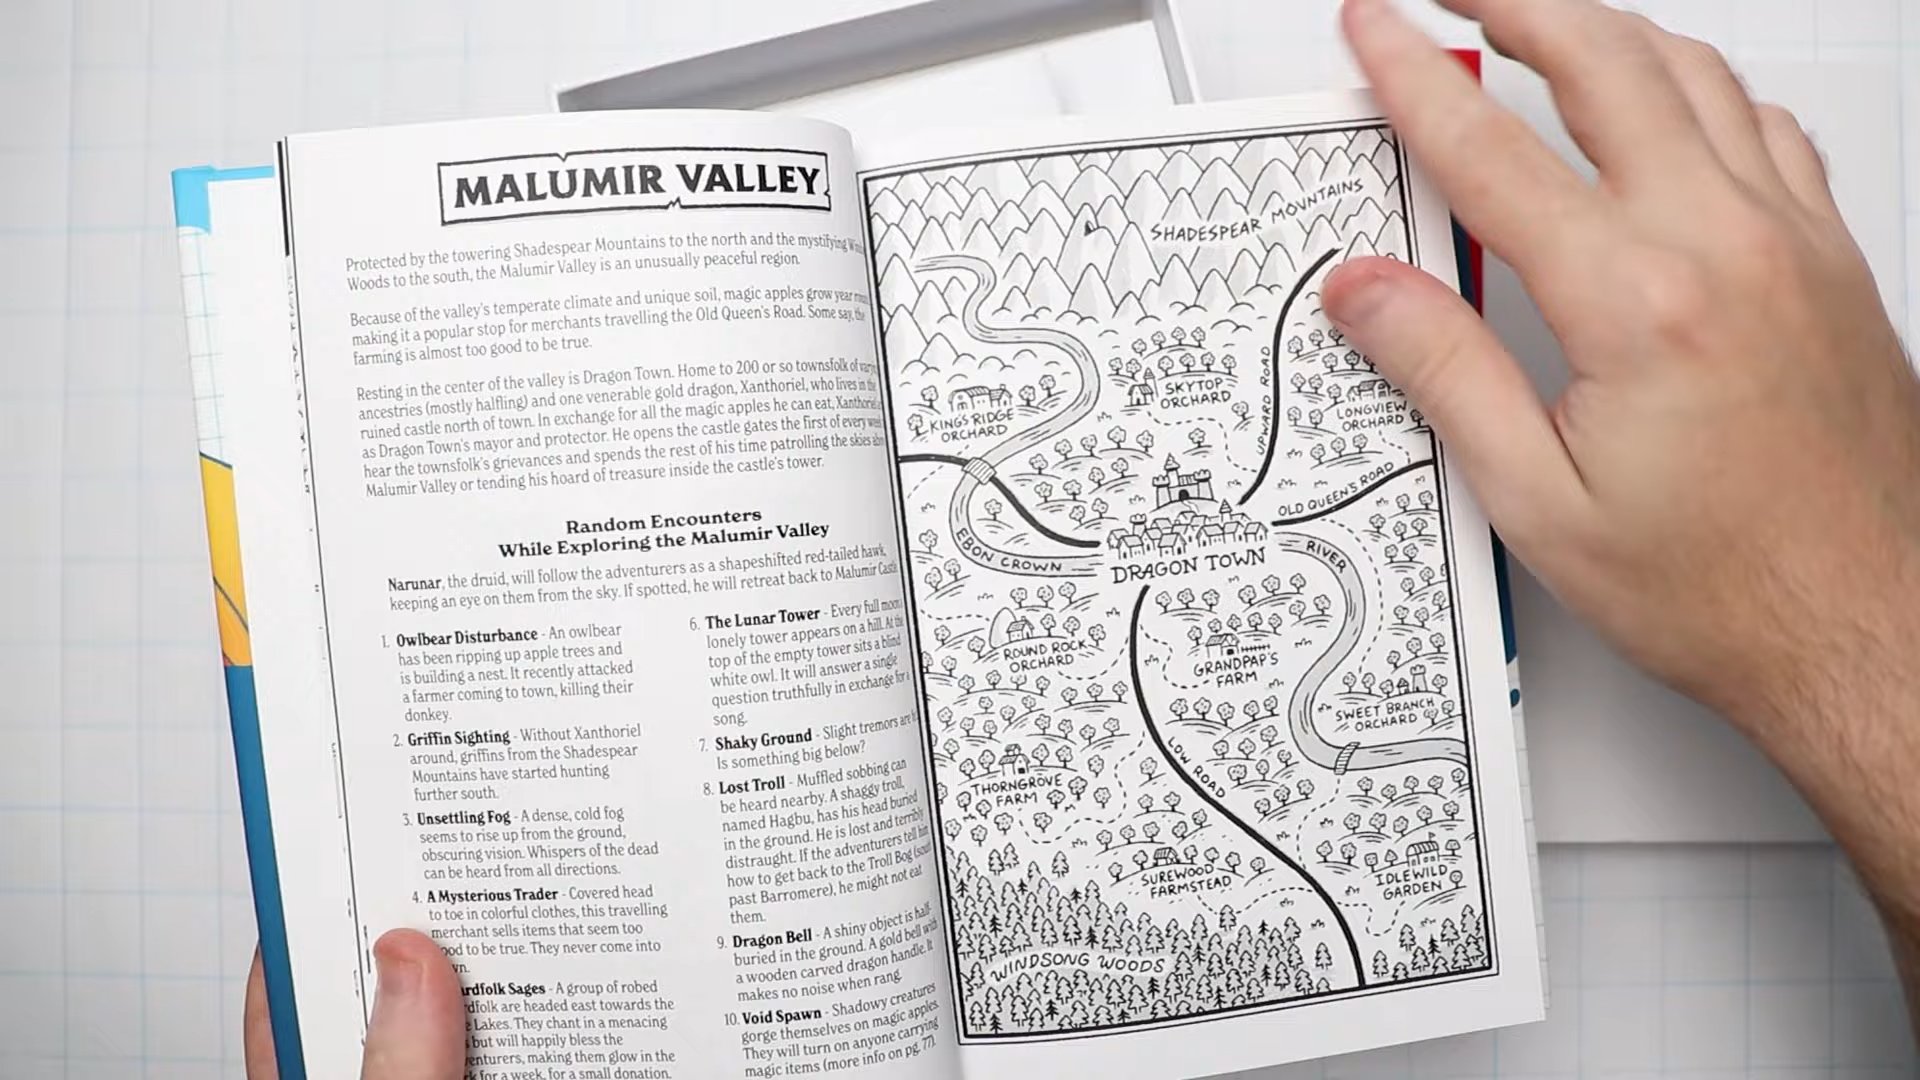 MALUMIR VALLEY
Protected by the towering Shadespear Mountains to the north and the mystifying
Woods to the south, the Malumir Valley is an unusually peaceful region.
Because of the valley's temperate climate and unique soil, magic apples grow year
making it a popular stop for merchants travelling the Old Queen's Road. Some say, the
farming is almost too good to be true.
Resting in the center of the valley is Dragon Town. Home to 200 or so townsfolk of
ancestries (mostly halfling) and one venerable gold dragon, Xanthoriel, who lives in the
ruined castle north of town. In exchange for all the magic apples he can eat, Xanthoriel
as Dragon Town's mayor and protector. He opens the castle gates the first of every
hear the townsfolk's grievances and spends the rest of his time patrolling the skies
Malumir Valley or tending his hoard of treasure inside the castle's tower.
Random Encounters
While Exploring the Malumir Valley
Narunar, the druid, will follow the adventurers as a shapeshifted red-tailed hawk,
keeping an eye on them from the sky. If spotted, he will retreat back to Malumir Castle.
1. Owlbear Disturbance - An owlbear
has been ripping up apple trees and
is building a nest. It recently attacked
a farmer coming to town, killing their
donkey.
2. Griffin Sighting - Without Xanthoriel
around, griffins from the Shadespear
Mountains have started hunting
further south.
3. Unsettling Fog - A dense, cold fog
seems to rise up from the ground,
obscuring vision. Whispers of the dead
can be heard from all directions.
4. A Mysterious Trader - Covered head
to toe in colorful clothes, this travelling
merchant sells items that seem too
ood to be true. They never come into
wn.
rdfolk Sages - A group of robed
dfolk are headed east towards the
e Lakes. They chant in a menacing
but will happily bless the
enturers, making them glow in the
k for a week, for a small donation.
6. The Lunar Tower - Every full moon
lonely tower appears on a hill. At the
top of the empty tower sits a blind
white owl. It will answer a single
question truthfully in exchange for a
song.
7. Shaky Ground - Slight tremors are
Is something big below?
8. Lost Troll - Muffled sobbing can
be heard nearby. A shaggy troll,
named Hagbu, has his head buried
in the ground. He is lost and terribly
distraught. If the adventurers tell him
how to get back to the Troll Bog
past Barromere), he might not eat
them.
9. Dragon Bell - A shiny object is half-
buried in the ground. A gold bell with
a wooden carved dragon handle. It
makes no noise when rang.
10. Void Spawn - Shadowy creatures
gorge themselves on magic apples.
They will turn on anyone carrying
magic items (more info on pg. 77).
SHADESPEAR MOUNTAINS
KING'S RIDGE
ORCHARD
SKYTOP
ORCHARD
UPWARD ROAD
LONGVIEW
ORCHARD
OLD QUEEN'S ROAD
EBON CROWN
RIVER
DRAGON TOWN
ROUND ROCK
ORCHARD
GRANDPAP'S
FARM
SWEET BRANCH
ORCHARD
LOW ROAD
THORNGROVE
FARM
SUREWOOD
FARMSTEAD
IDLEWILD
GARDEN
WINDSONG WOODS